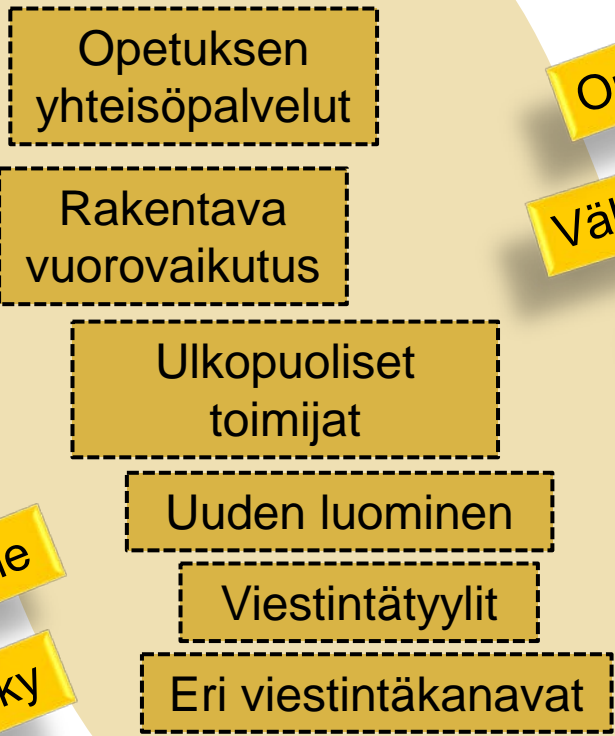 Opetuksen
yhteisöpalvelut
Rakentava
vuorovaikutus
Ulkopuoliset
toimijat
Uuden luominen
Viestintätyylit
Eri viestintäkanavat